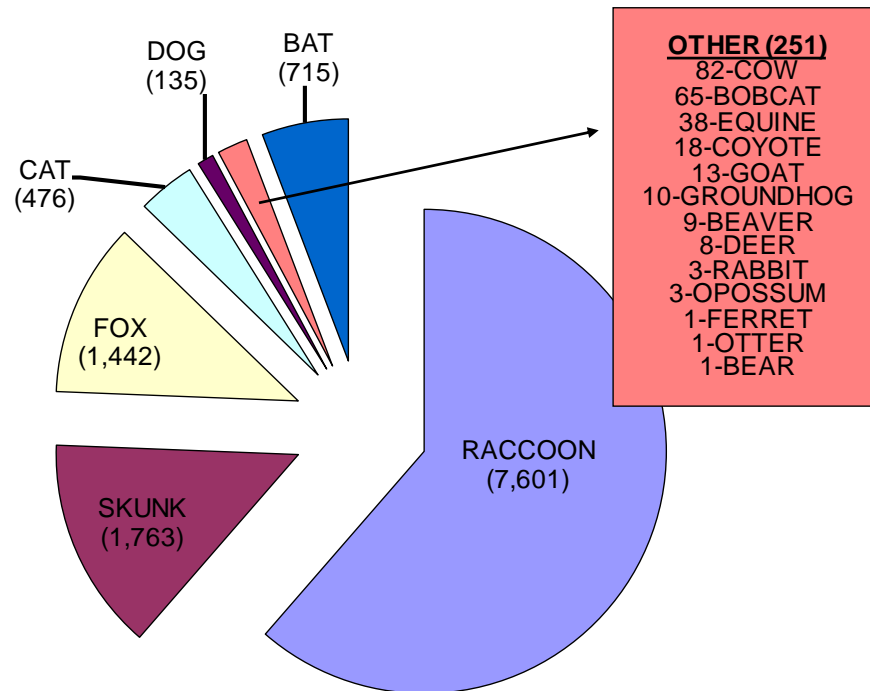 DOG
(135)
BAT
(715)
CAT
(476)
FOX
(1,442)
SKUNK
(1,763)
RACCOON
(7,601)
OTHER (251)
82-COW
65-BOBCAT
38-EQUINE
18-COYOTE
13-GOAT
10-GROUNDHOG
9-BEAVER
8-DEER
3-RABBIT
3-OPOSSUM
1-FERRET
1-OTTER
1-BEAR